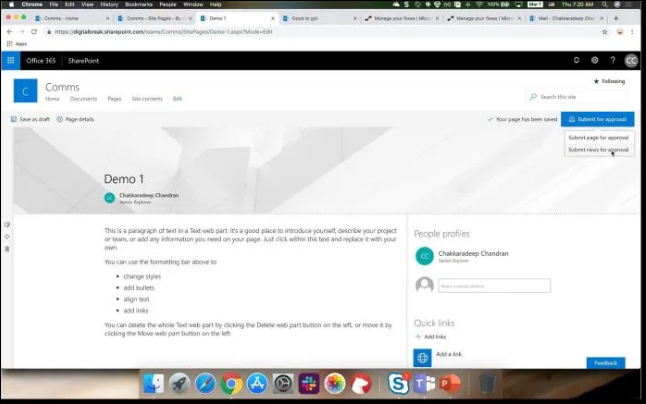 Chrome File Edit View History Bookmarks People Window Help
Mar 7 Thu 7:20 AM
Comms - Home
Comms - Site Pages - By
Demo 1
Good to go!
Manage your flows | Micro
Manage your flows | Micro
Mail - Chakkaradeep Chan
https://digitalbreak.sharepoint.com/teams/Comms/SitePages/Demo-1.aspx?Mode=Edit
Apps
Office 365 SharePoint
? CC
C
Comms
Home Documents Pages Site contents Edit
★ Following
Search this site
Save as draft Page details
Your page has been saved
Submit for approval
Submit page for approval
Submit news for approval
Demo 1
CC
Chakkaradeep Chandran
Senior Explorer
This is a paragraph of text in a Text web part. It's a good place to introduce yourself, describe your project
or team, or add any information you need on your page. Just click within this text and replace it with your
own.
You can use the formatting bar above to
• change styles
• add bullets
• align text
• add links
You can delete the whole Text web part by clicking the Delete web part button on the left, or move it by
clicking the Move web part button on the left.
People profiles
CC
Chakkaradeep Chandran
Senior Explorer
Name or email address
Quick links
+ Add links
Add a link
Feedback